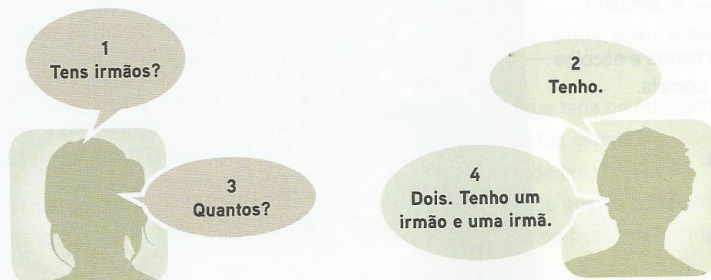 1
Tens irmãos?
2
Tenho.
3
Quantos?
4
Dois. Tenho um
irmão e uma irmã.